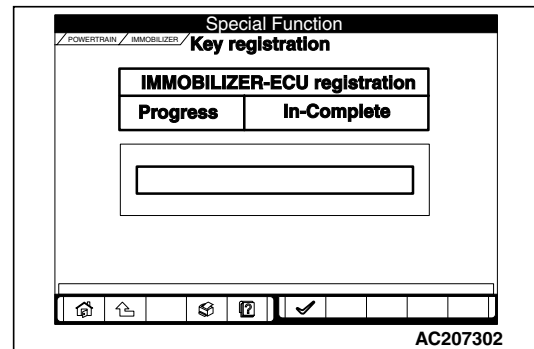 Special Function
POWERTRAIN / IMMOBILIZER / Key registration
IMMOBILIZER-ECU registration
Progress In-Complete
AC207302